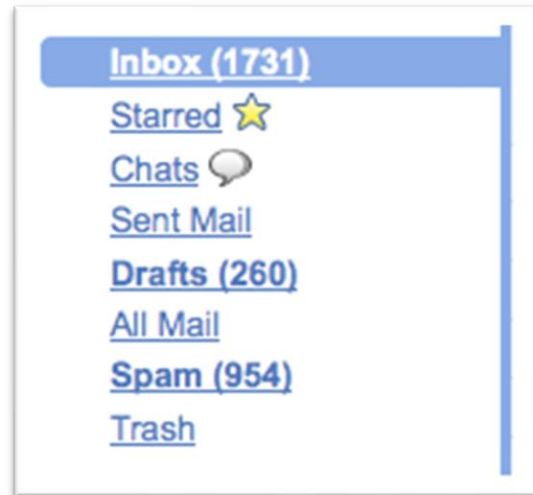 Inbox (1731)
Starred
Chats
Sent Mail
Drafts (260)
All Mail
Spam (954)
Trash